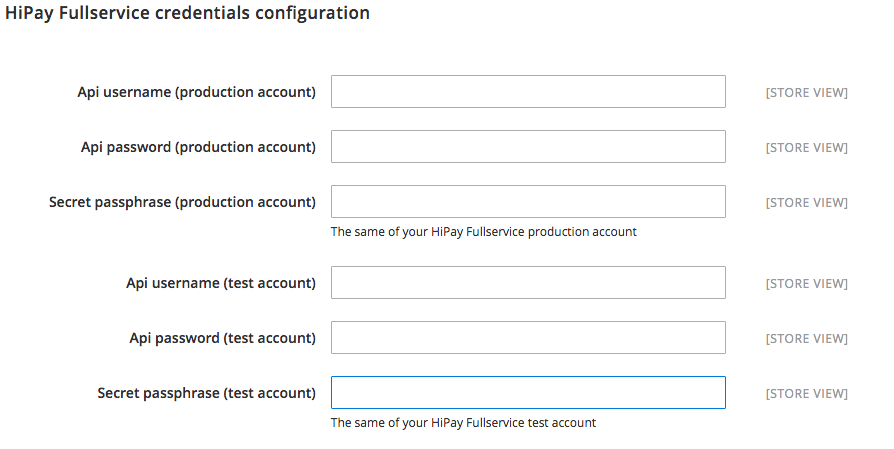 HiPay Fullservice credentials configuration
Api username (production account) [STORE VIEW]
Api password (production account) [STORE VIEW]
Secret passphrase (production account) [STORE VIEW]
The same of your HiPay Fullservice production account
Api username (test account) [STORE VIEW]
Api password (test account) [STORE VIEW]
Secret passphrase (test account) [STORE VIEW]
The same of your HiPay Fullservice test account